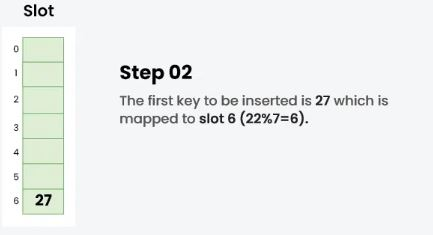 Slot
0
1
2
3
4
5
6 27
Step 02
The first key to be inserted is 27 which is
mapped to slot 6 (22%7=6).